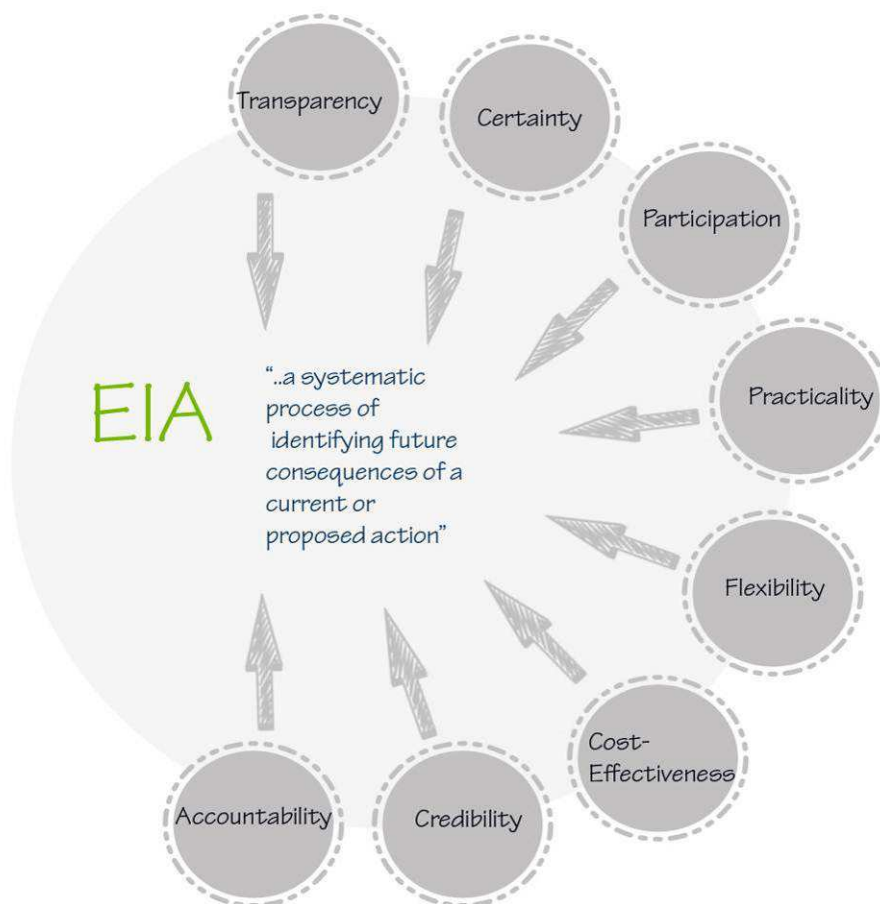 Transparency
Certainty
Participation
Practicality
EIA
“..a systematic
process of
identifying future
consequences of a
current or
proposed action”
Flexibility
Cost-
Effectiveness
Credibility
Accountability